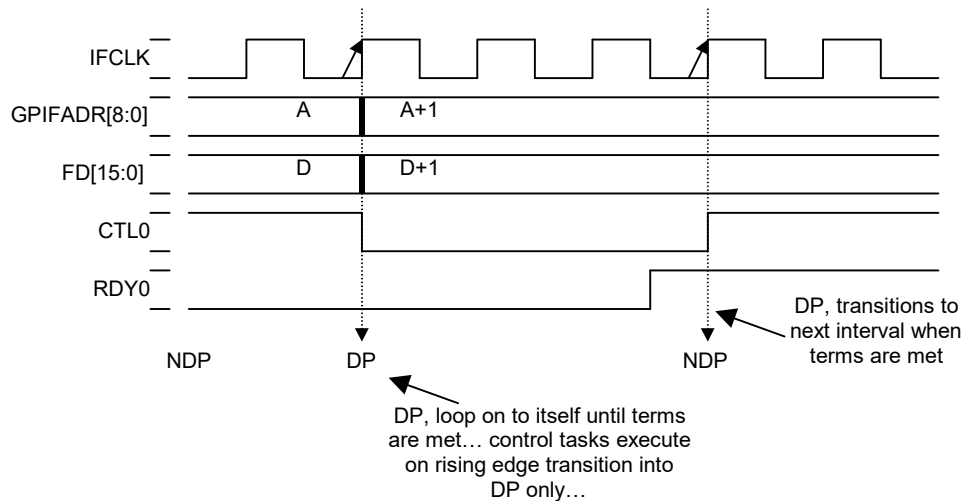 IFCLK
GPIFADR[8:0]
A
A+1
FD[15:0]
D
D+1
CTL0
RDY0
NDP
DP
NDP
DP, transitions to
next interval when
terms are met
DP, loop on to itself until terms
are met… control tasks execute
on rising edge transition into
DP only…